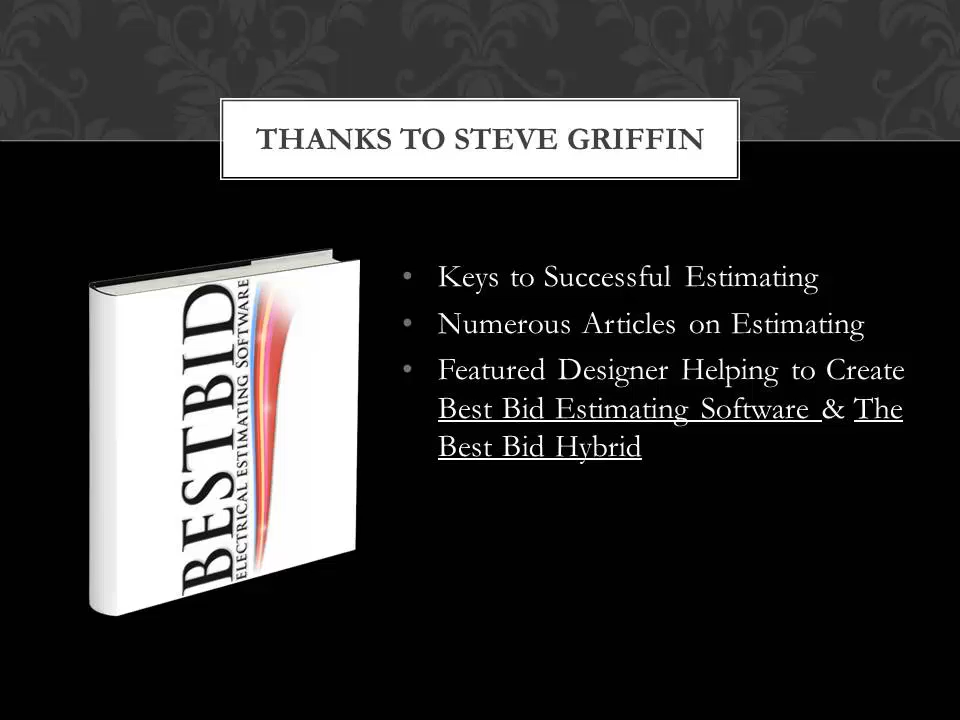 THANKS TO STEVE GRIFFIN
BESTBID
ELECTRICAL ESTIMATING SOFTWARE
• Keys to Successful Estimating
• Numerous Articles on Estimating
• Featured Designer Helping to Create
Best Bid Estimating Software & The
Best Bid Hybrid